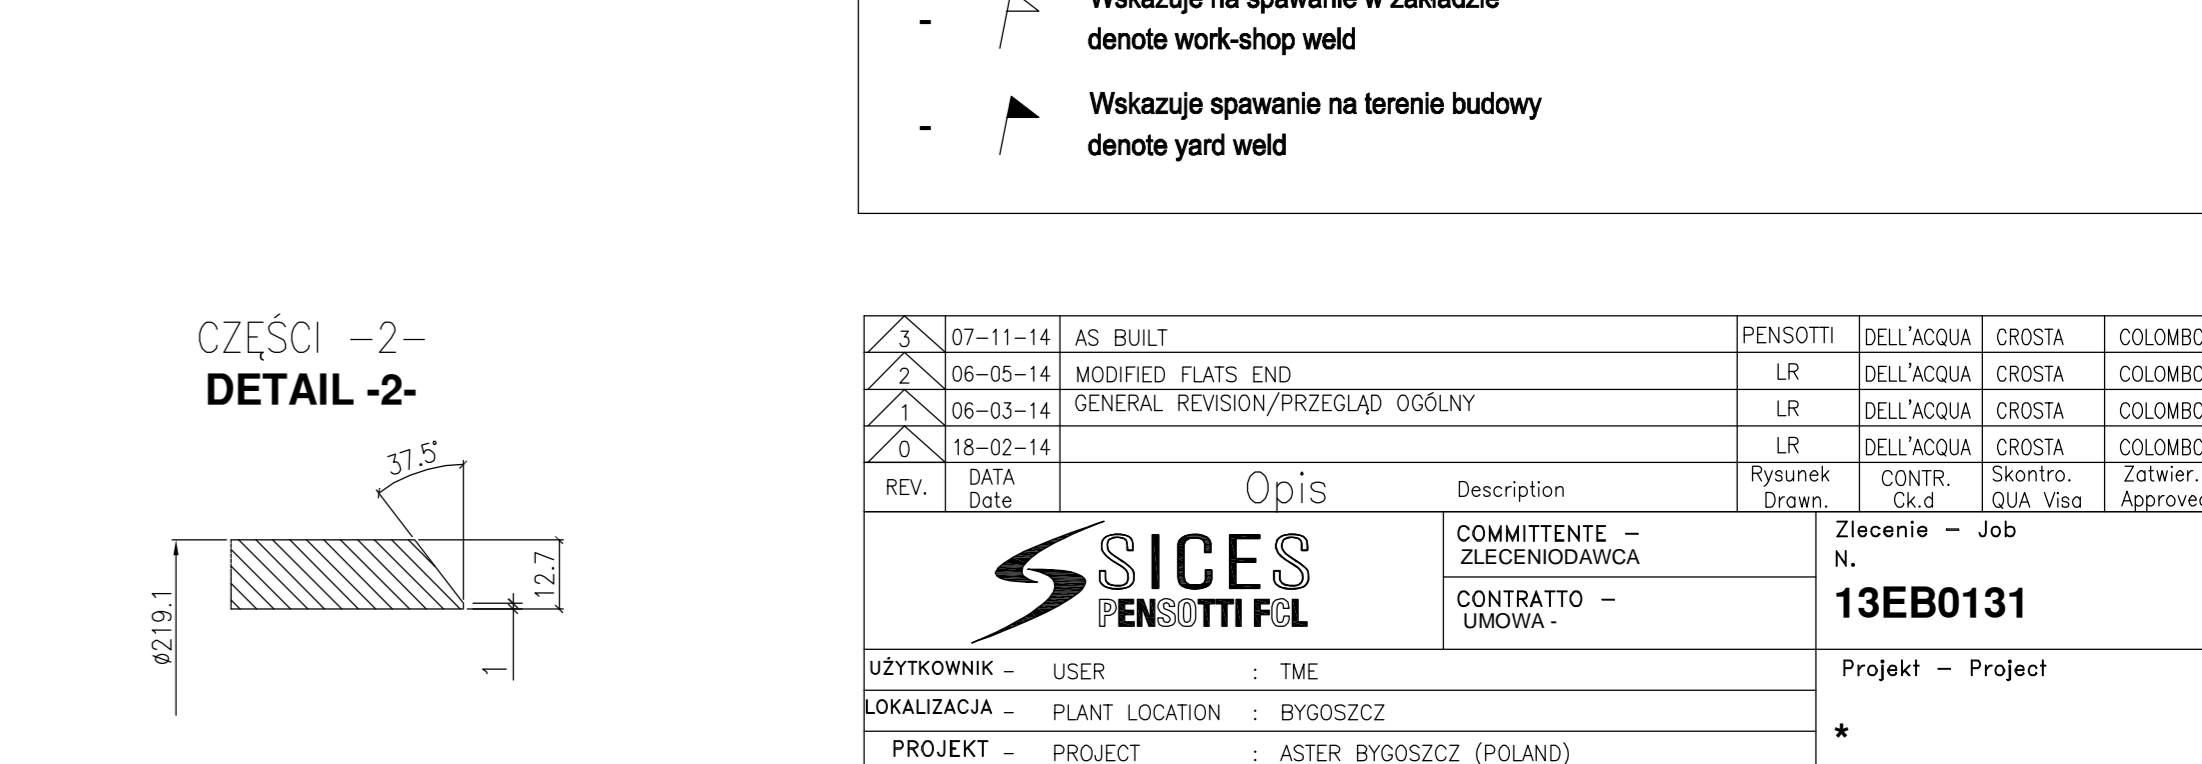 Wskazuje na spawanie w zakładzie
-
denote work-shop weld
Wskazuje spawanie na terenie budowy
-
denote yard weld
CZĘŚCI -2-
DETAIL -2-
37.5°
12.7
ø219.1
1
3 07-11-14 AS BUILT PENSOTTI DELL'ACQUA CROSTA COLOMBO
2 06-05-14 MODIFIED FLATS END LR DELL'ACQUA CROSTA COLOMBO
1 06-03-14 GENERAL REVISION/PRZEGLĄD OGÓLNY LR DELL'ACQUA CROSTA COLOMBO
0 18-02-14 LR DELL'ACQUA CROSTA COLOMBO
REV. DATA Opis Description Rysunek CONTR. Skontro. Zatwier.
Date Drawn. Ck.d QUA Visa Approved
SICES
PENSOTTI FCL
COMMITTENTE -
ZLECENIODAWCA
CONTRATTO -
UMOWA -
Zlecenie - Job
N.
13EB0131
UŻYTKOWNIK - USER : TME
LOKALIZACJA - PLANT LOCATION : BYGOSZCZ
PROJEKT - PROJECT : ASTER BYGOSZCZ (POLAND)
Projekt - Project
*